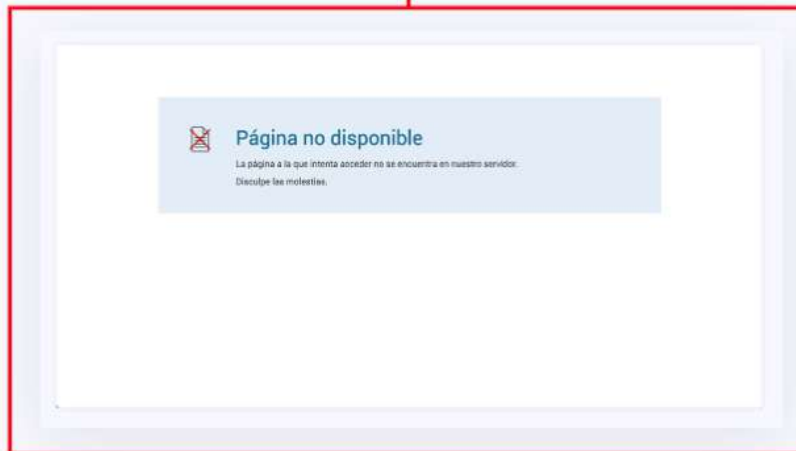 Página no disponible
La página a la que intenta acceder no se encuentra en nuestro servidor.
Disculpe las molestias.